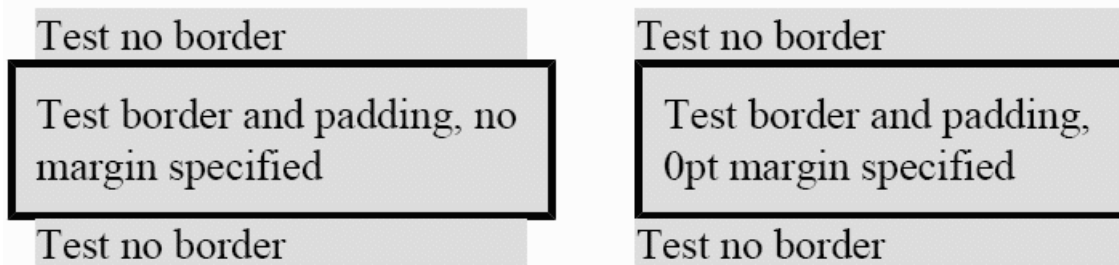 Test no border
Test border and padding, no
margin specified
Test no border
Test no border
Test border and padding,
0pt margin specified
Test no border